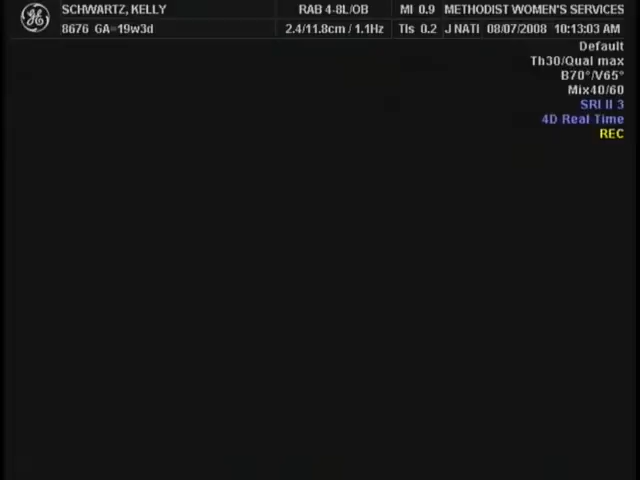 SCHWARTZ, KELLY RAB 4-8L/OB MI 0.9 METHODIST WOMEN'S SERVICES
8676 GA=19w3d 2.4/11.8cm / 1.1Hz TIs 0.2 J NATI 08/07/2008 10:13:03 AM
Default
Th30/Qual max
B70°/V65°
Mix40/60
SRI II 3
4D Real Time
REC